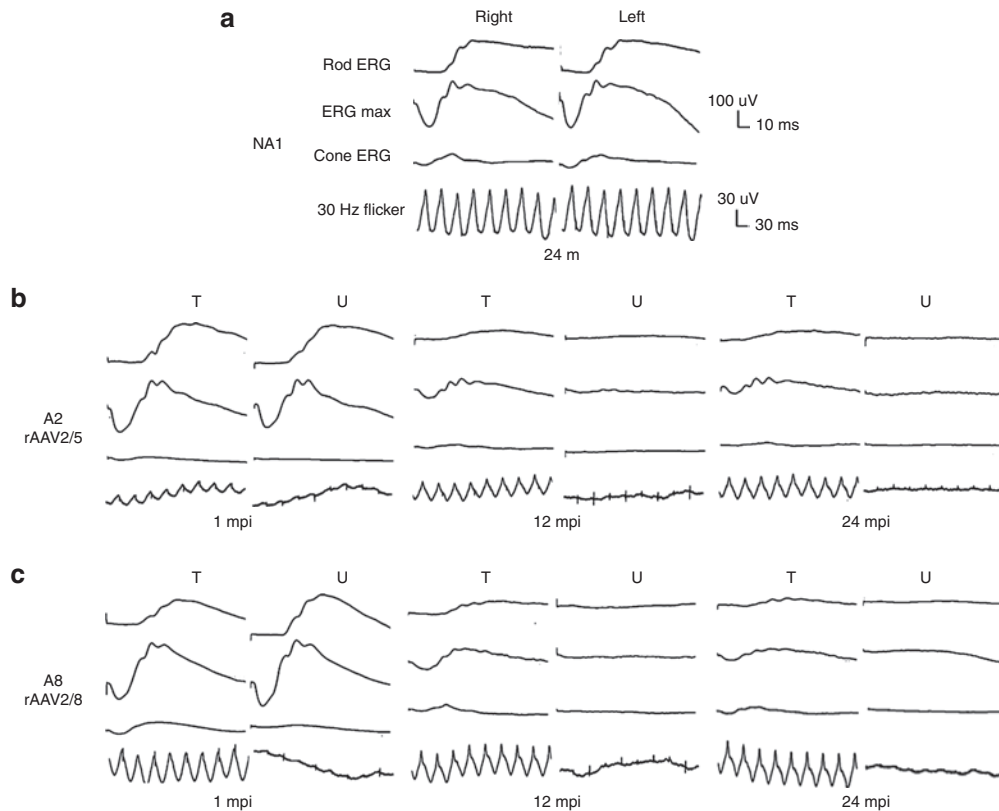 a
Right Left
Rod ERG
ERG max
100 uV
10 ms
NA1
Cone ERG
30 Hz flicker
30 uV
30 ms
24 m
b
T U T U T U
A2
rAAV2/5
1 mpi 12 mpi 24 mpi
c
T U T U T U
A8
rAAV2/8
1 mpi 12 mpi 24 mpi